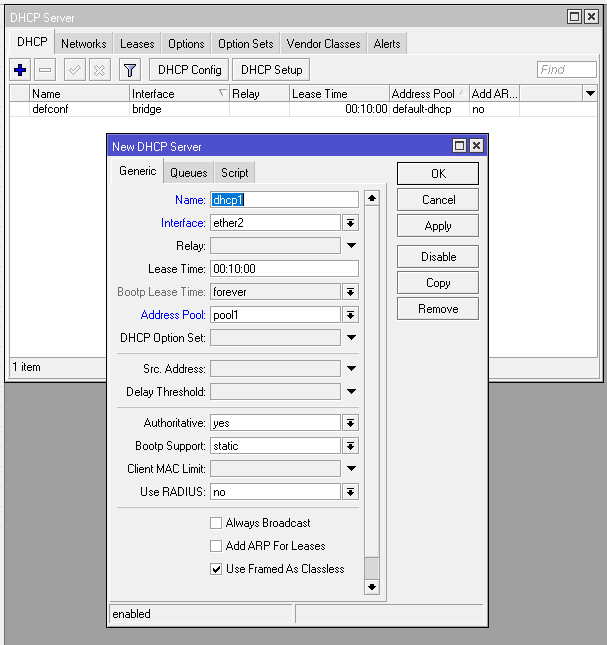 DHCP Server
DHCP Networks Leases Options Option Sets Vendor Classes Alerts
DHCP Config DHCP Setup Find
Name Interface Relay Lease Time Address Pool Add AR...
defconf bridge 00:10:00 default-dhcp no
New DHCP Server
Generic Queues Script
OK
Name: dhcp1
Cancel
Interface: ether2
Apply
Relay:
Disable
Lease Time: 00:10:00
Copy
Bootp Lease Time: forever
Remove
Address Pool: pool1
DHCP Option Set:
Src. Address:
1 item
Delay Threshold:
Authoritative: yes
Bootp Support: static
Client MAC Limit:
Use RADIUS: no
Always Broadcast
Add ARP For Leases
Use Framed As Classless
enabled